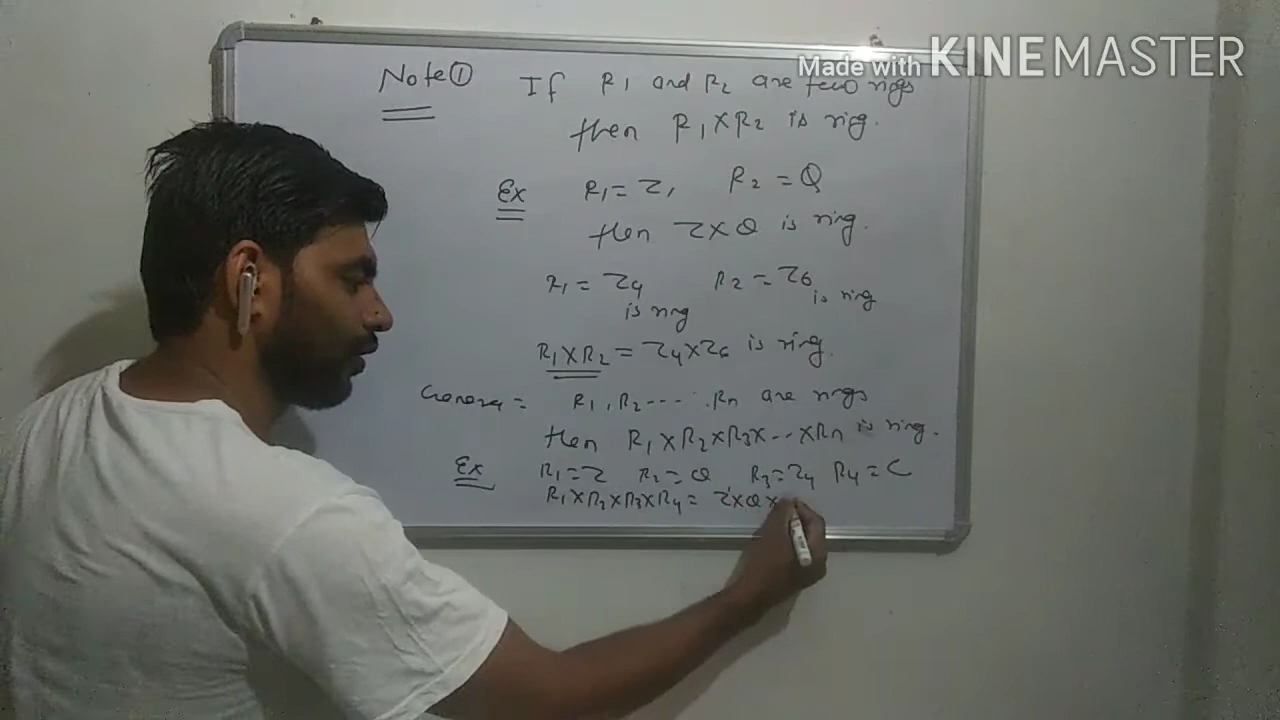 Made with KINEMASTER
Note ① If R1 and R2 are two rings
then R1 × R2 is ring.
Ex R1 = Z, R2 = Q
then Z × Q is ring.
R1 = Z4 R2 = Z6
is ring is ring
R1 × R2 = Z4 × Z6 is ring.
= R1, R2 ---- . Rn are rings
then R1 × R2 × R3 × -- × Rn is ring.
Ex R1 = Z R2 = Q R3 = Z4 R4 = C
R1 × R2 × R3 × R4 = Z × Q ×